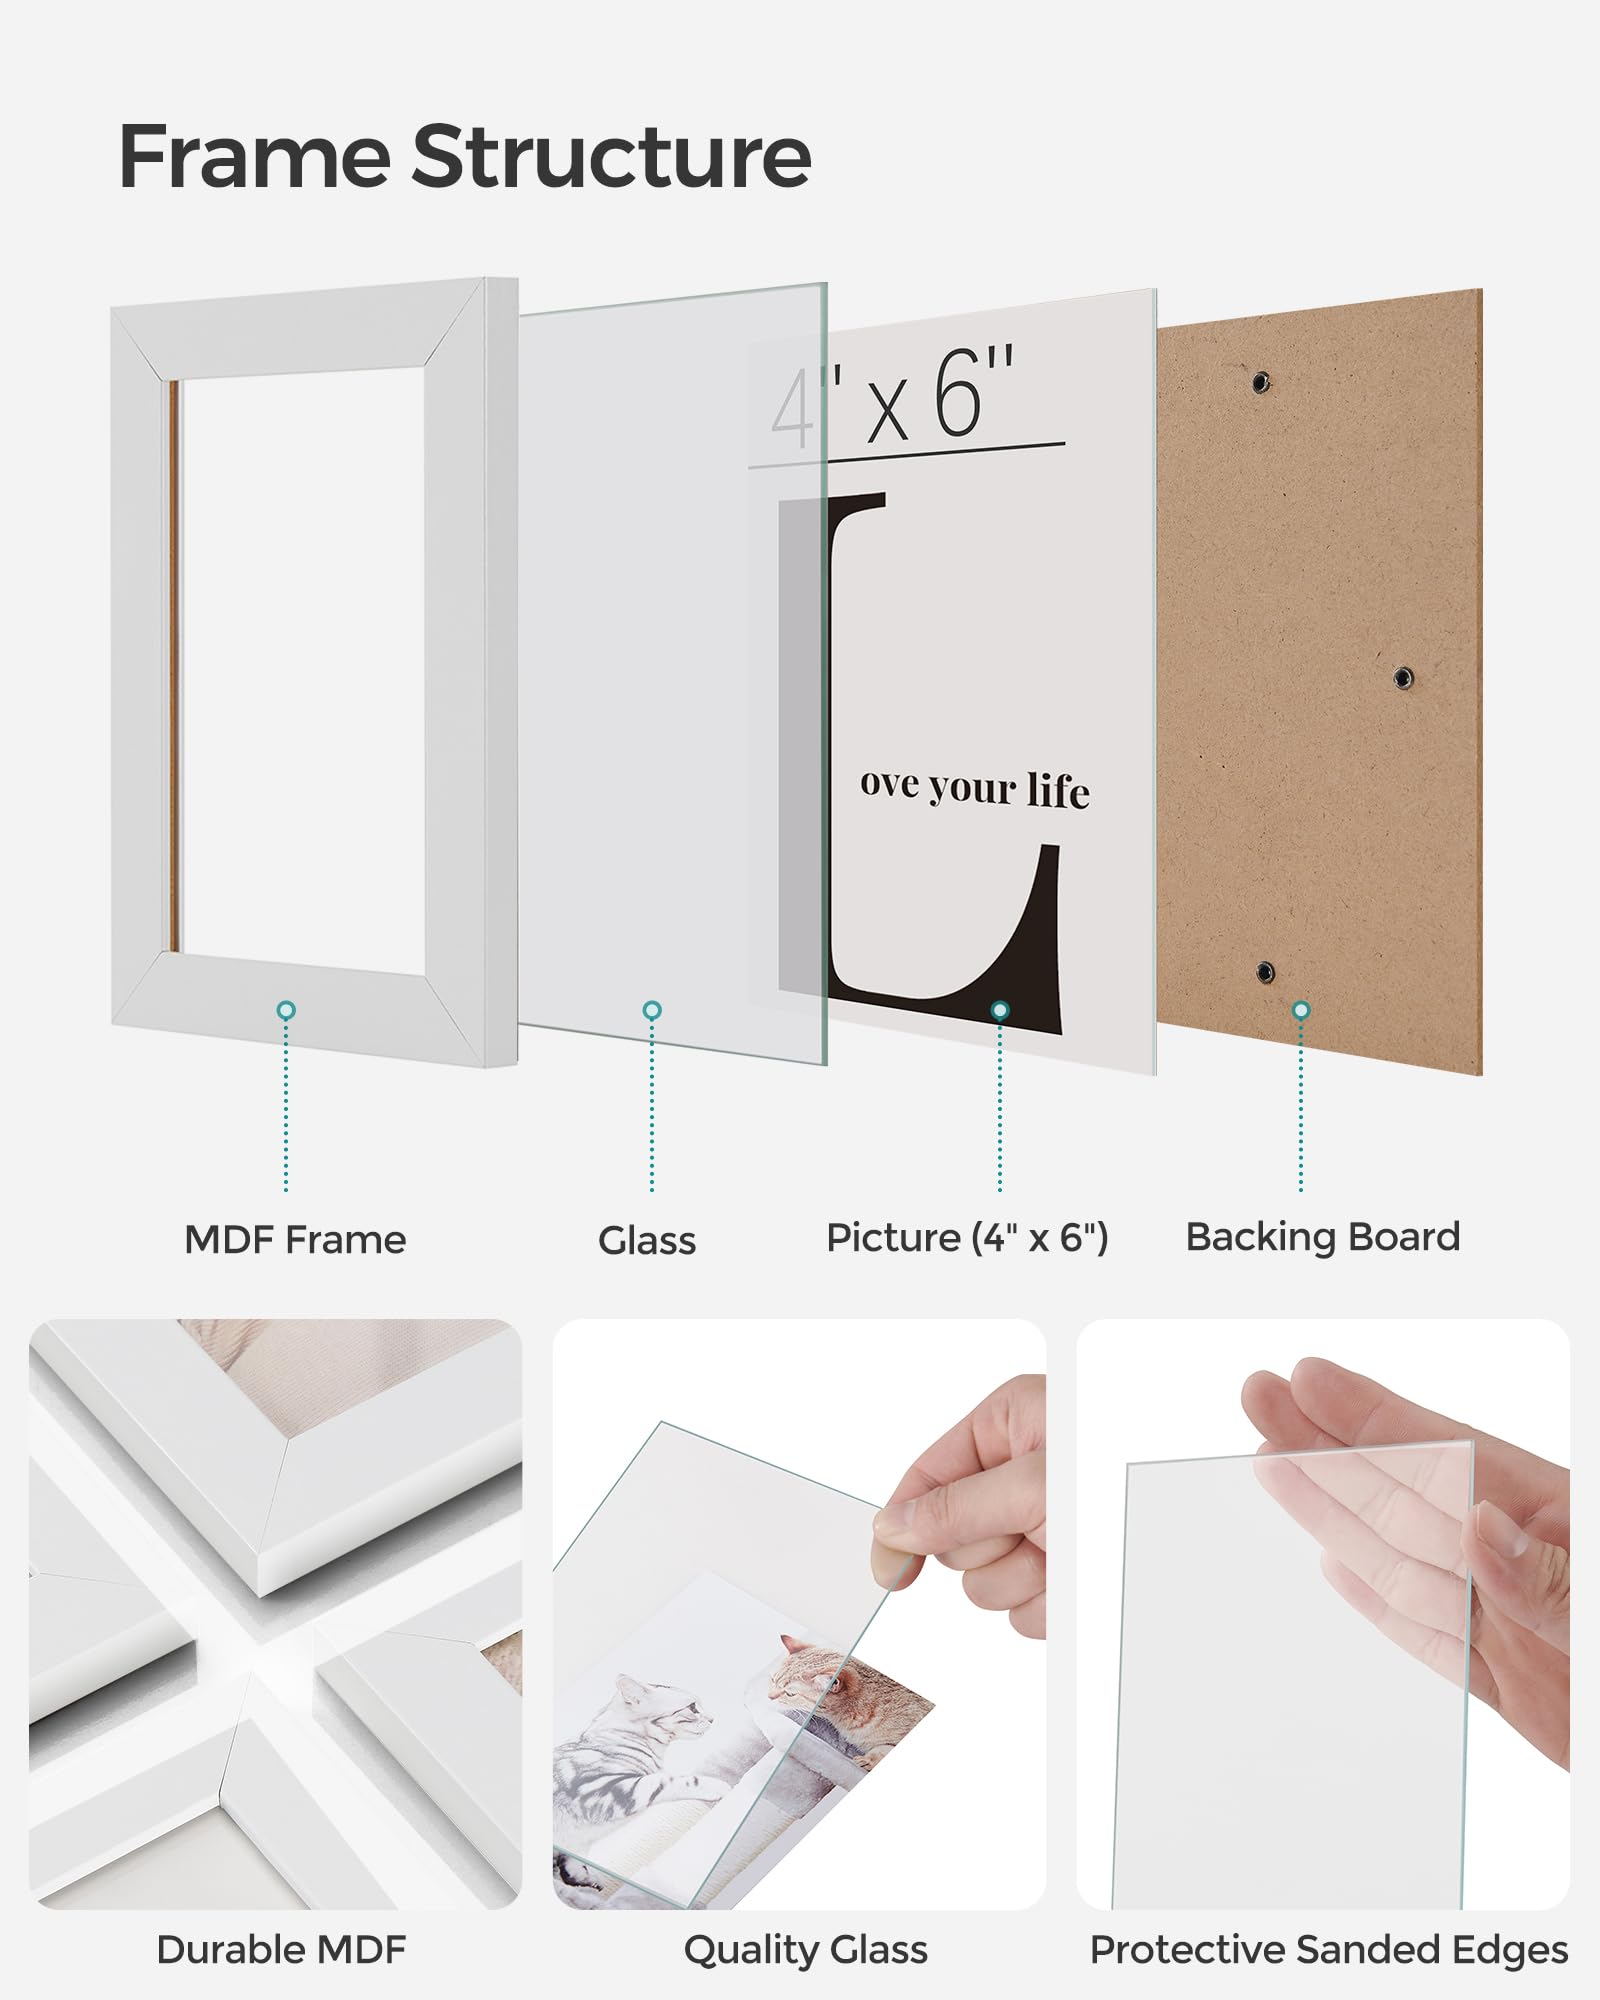 Frame Structure
4" x 6"
ove your life
MDF Frame
Glass
Picture (4" x 6")
Backing Board
Durable MDF
Quality Glass
Protective Sanded Edges